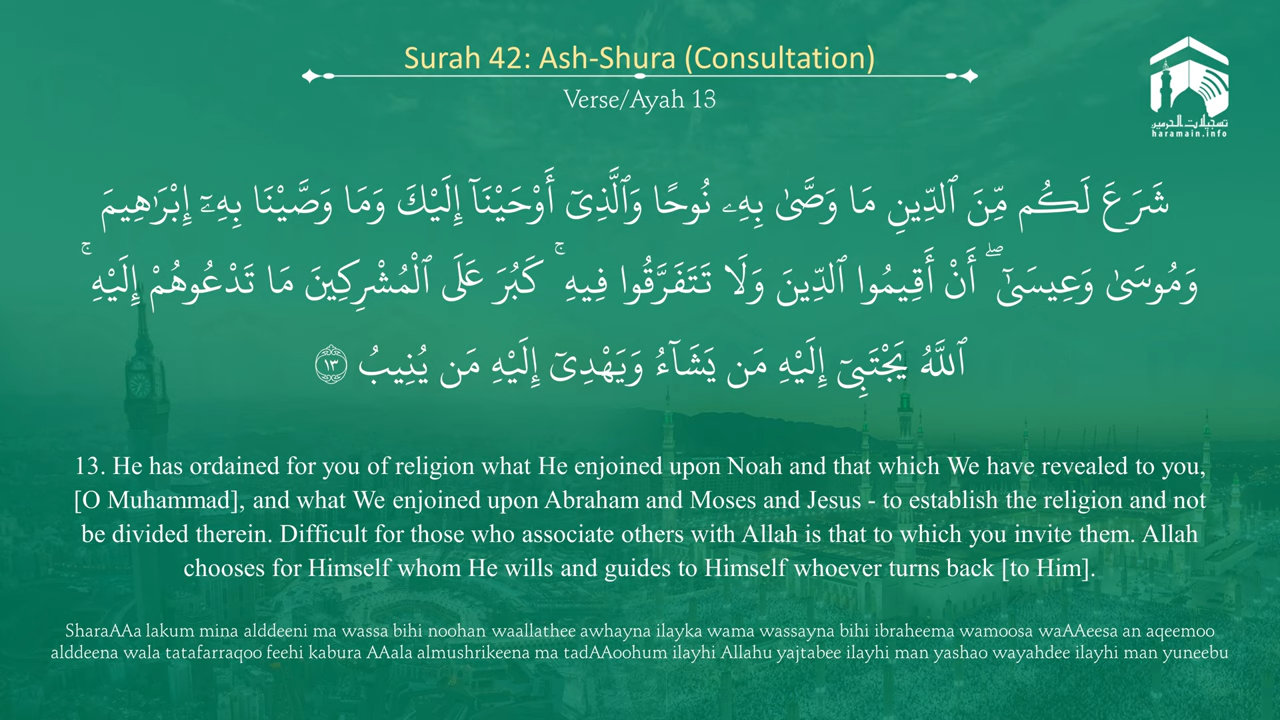 Surah 42: Ash-Shura (Consultation)
Verse/Ayah 13
تسجيلات الحرمين
haramain.info
شَرَعَ لَكُم مِّنَ ٱلدِّينِ مَا وَصَّىٰ بِهِۦ نُوحًا وَٱلَّذِىٓ أَوْحَيْنَآ إِلَيْكَ وَمَا وَصَّيْنَا بِهِۦٓ إِبْرَٰهِيمَ
وَمُوسَىٰ وَعِيسَىٰٓ ۖ أَنْ أَقِيمُوا ٱلدِّينَ وَلَا تَتَفَرَّقُوا فِيهِ ۚ كَبُرَ عَلَى ٱلْمُشْرِكِينَ مَا تَدْعُوهُمْ إِلَيْهِ ۚ
ٱللَّهُ يَجْتَبِىٓ إِلَيْهِ مَن يَشَآءُ وَيَهْدِىٓ إِلَيْهِ مَن يُنِيبُ ١٣
13. He has ordained for you of religion what He enjoined upon Noah and that which We have revealed to you,
[O Muhammad], and what We enjoined upon Abraham and Moses and Jesus - to establish the religion and not
be divided therein. Difficult for those who associate others with Allah is that to which you invite them. Allah
chooses for Himself whom He wills and guides to Himself whoever turns back [to Him].
SharaAAa lakum mina alddeeni ma wassa bihi noohan waallathee awhayna ilayka wama wassayna bihi ibraheema wamoosa waAAeesa an aqeemoo
alddeena wala tatafarraqoo feehi kabura AAala almushrikeena ma tadAAoohum ilayhi Allahu yajtabee ilayhi man yashao wayahdee ilayhi man yuneebu